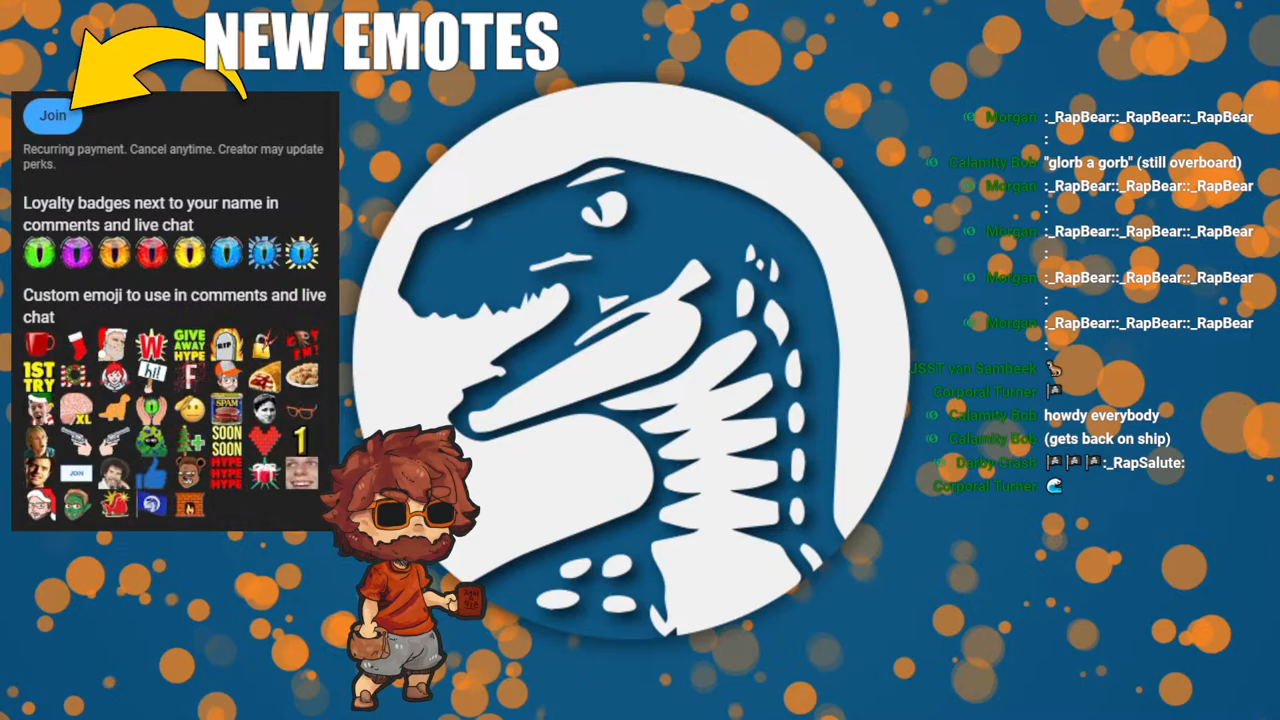 NEW EMOTES
Join
Recurring payment. Cancel anytime. Creator may update
perks.
Loyalty badges next to your name in
comments and live chat
Custom emoji to use in comments and live
chat
W
GIVE
AWAY
HYPE
RIP
1ST
TRY
hi!
F
XL
SPAM
SOON
SOON
1
JOIN
HYPE
HYPE
HYPE
Morgan :_RapBear::_RapBear::_RapBear
:
Calamity Bob "glorb a gorb" (still overboard)
Morgan :_RapBear::_RapBear::_RapBear
:
Morgan :_RapBear::_RapBear::_RapBear
:
Morgan :_RapBear::_RapBear::_RapBear
:
Morgan :_RapBear::_RapBear::_RapBear
:
JSST van Sambeek
Corporal Turner
Calamity Bob howdy everybody
Calamity Bob (gets back on ship)
Darby Crash :_RapSalute:
Corporal Turner